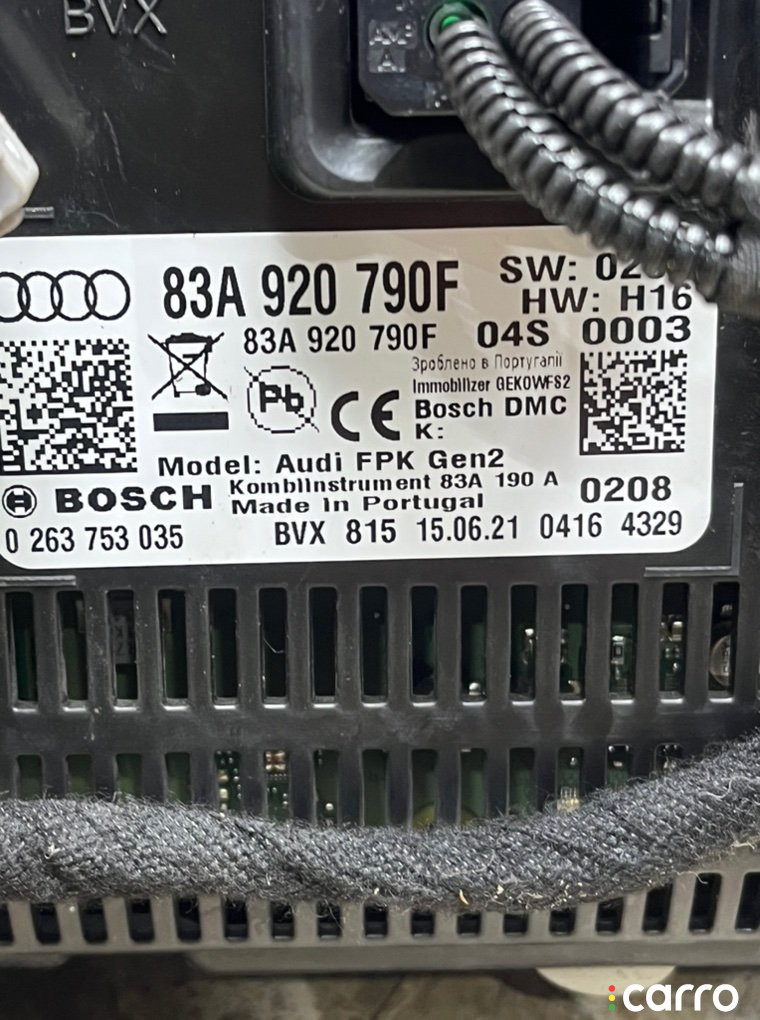 BVX
A
83A 920 790F
SW:
HW: H16
83A 920 790F 04S 0003
Зроблено в Португалії
Immobilizer GEKOWFS2
Pb
CE
Bosch DMC
K:
Model: Audi FPK Gen2
BOSCH
Kombiinstrument 83A 190 A
0208
Made in Portugal
0 263 753 035
BVX 815 15.06.21 0416 4329
carro